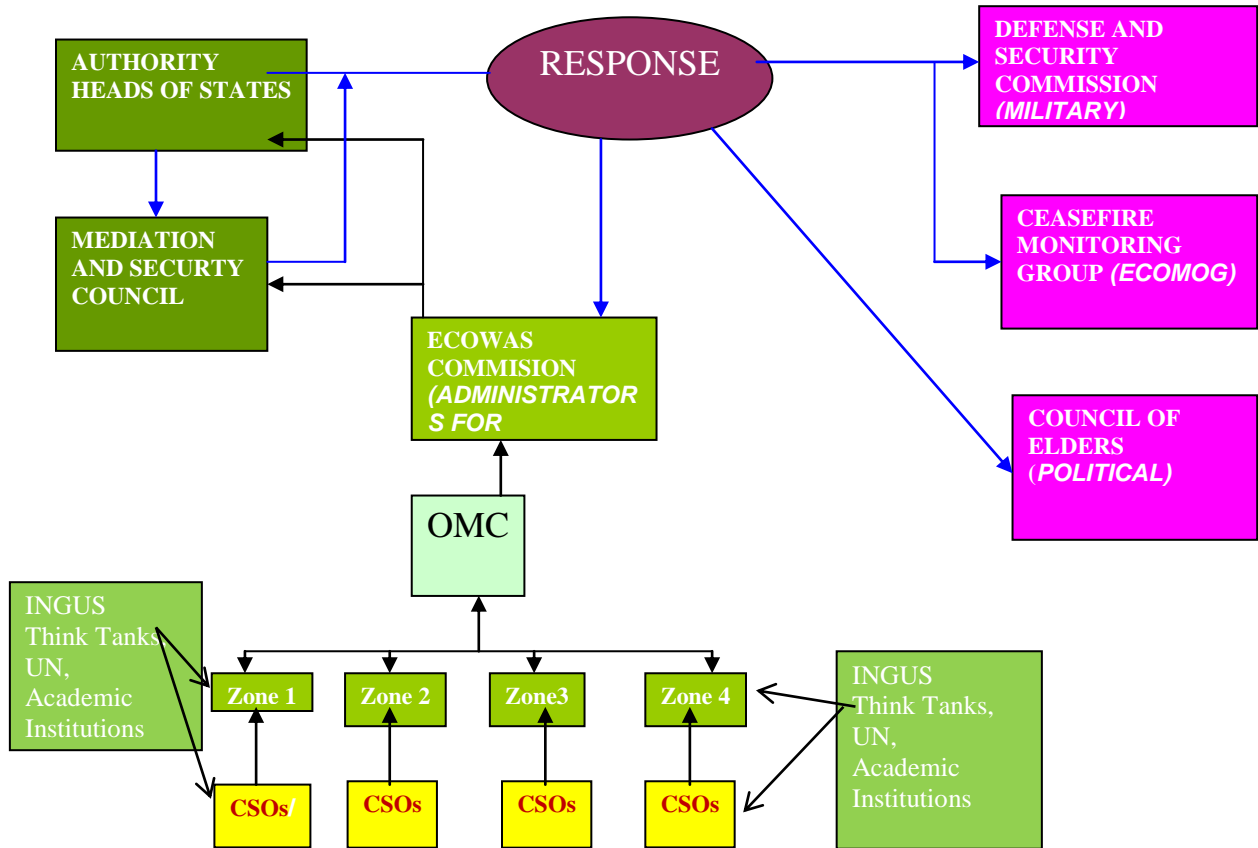 AUTHORITY
HEADS OF STATES
RESPONSE
DEFENSE AND
SECURITY
COMMISSION
(MILITARY)
MEDIATION
AND SECURTY
COUNCIL
CEASEFIRE
MONITORING
GROUP (ECOMOG)
ECOWAS
COMMISION
(ADMINISTRATOR
S FOR
COUNCIL OF
ELDERS
(POLITICAL)
OMC
INGUS
Think Tanks,
UN,
Academic
Institutions
Zone 1
Zone 2
Zone3
Zone 4
INGUS
Think Tanks,
UN,
Academic
Institutions
CSOs/
CSOs
CSOs
CSOs